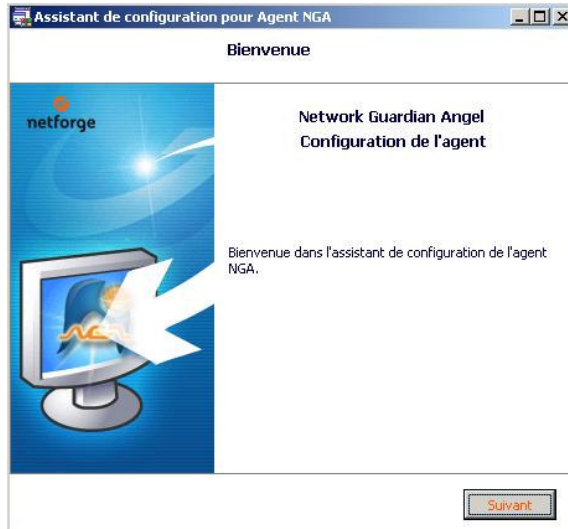 Assistant de configuration pour Agent NGA
Bienvenue
netforge
Network Guardian Angel
Configuration de l'agent
Bienvenue dans l'assistant de configuration de l'agent
NGA.
Suivant